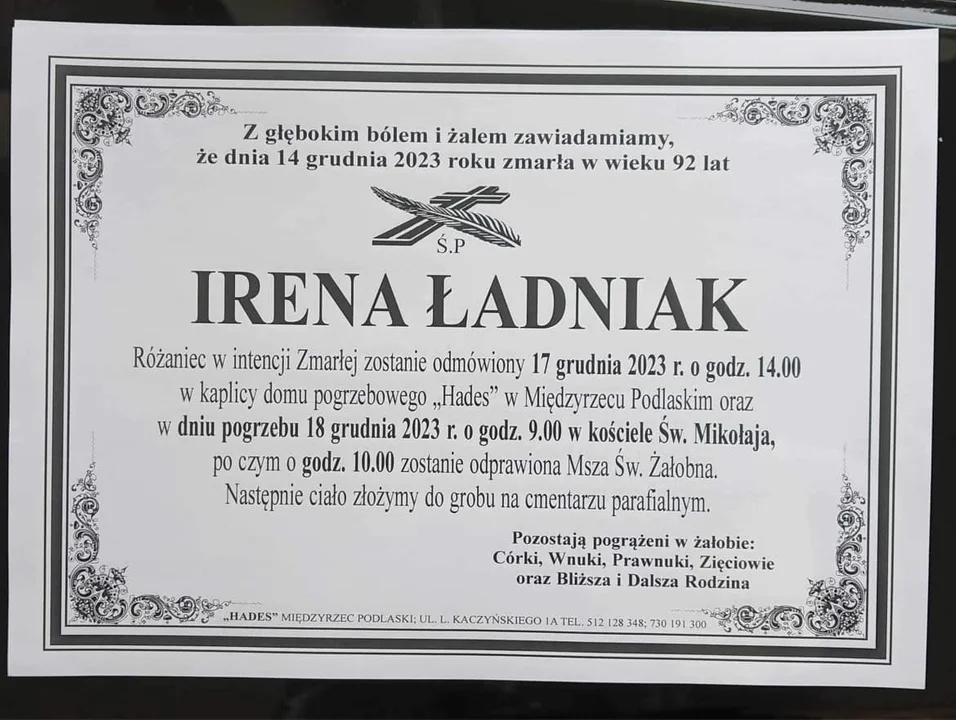 Z głębokim bólem i żalem zawiadamiamy,
że dnia 14 grudnia 2023 roku zmarła w wieku 92 lat
Ś.P
IRENA ŁADNIAK
Różaniec w intencji Zmarłej zostanie odmówiony 17 grudnia 2023 r. o godz. 14.00
w kaplicy domu pogrzebowego „Hades” w Międzyrzecu Podlaskim oraz
w dniu pogrzebu 18 grudnia 2023 r. o godz. 9.00 w kościele Św. Mikołaja,
po czym o godz. 10.00 zostanie odprawiona Msza Św. Żałobna.
Następnie ciało złożymy do grobu na cmentarzu parafialnym.
Pozostają pogrążeni w żałobie:
Córki, Wnuki, Prawnuki, Zięciowie
oraz Bliższa i Dalsza Rodzina
„HADES” MIĘDZYRZEC PODLASKI; UL. L. KACZYŃSKIEGO 1A TEL. 512 128 348; 730 191 300